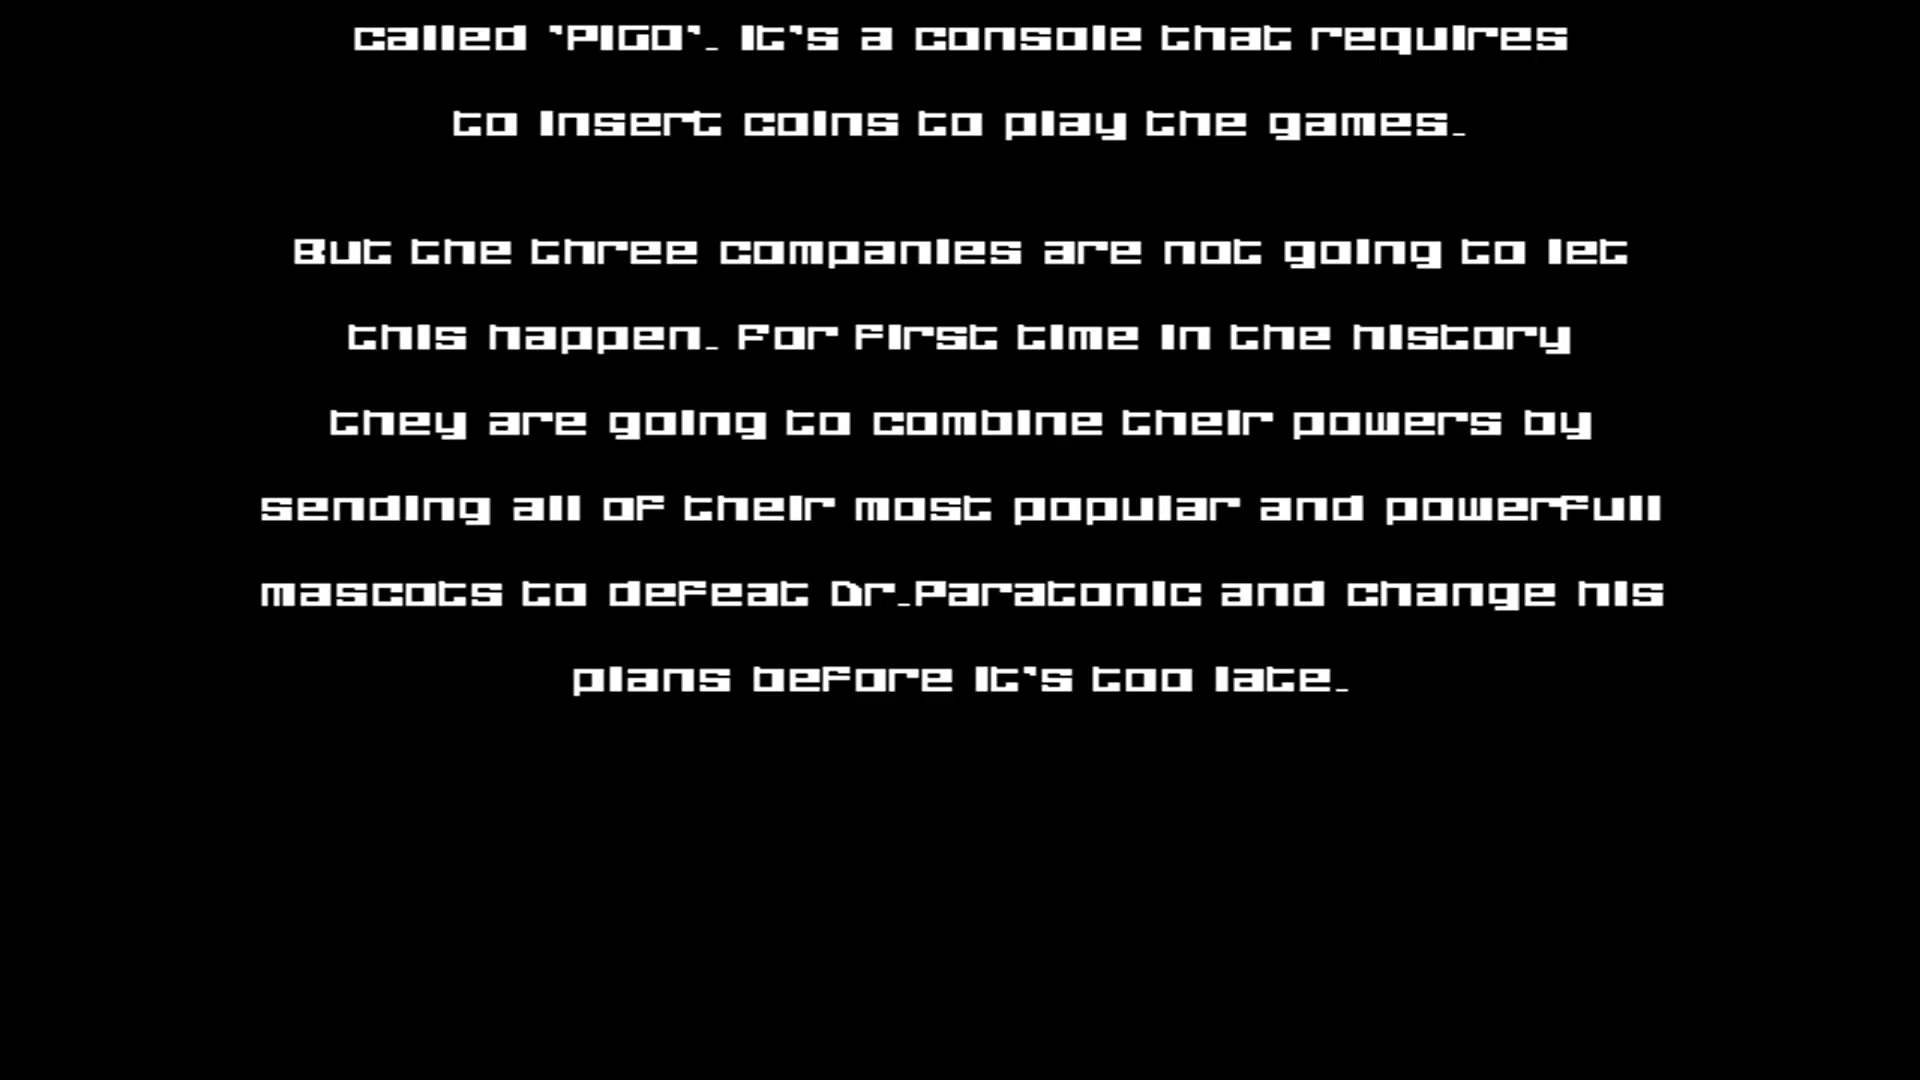 called 'PIGO'. It's a console that requires
to insert coins to play the games.
But the three companies are not going to let
this happen. For first time in the history
they are going to combine their powers by
sending all of their most popular and powerfull
mascots to defeat Dr.Paratonic and change his
plans before it's too late.